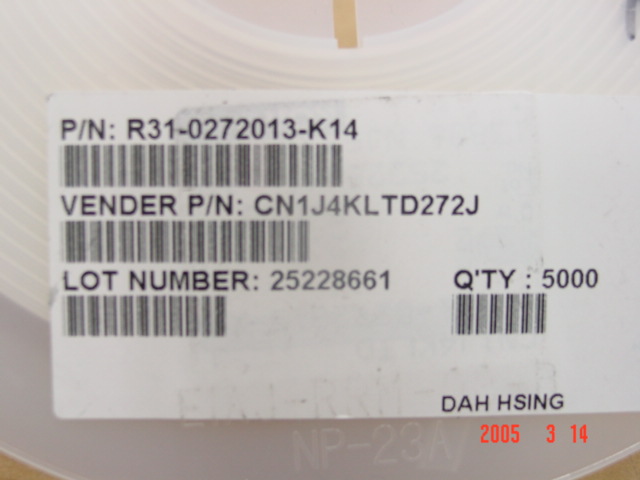 P/N: R31-0272013-K14
VENDER P/N: CN1J4KLTD272J
LOT NUMBER: 25228661 Q'TY : 5000
DAH HSING
2005 3 14
NP-23A